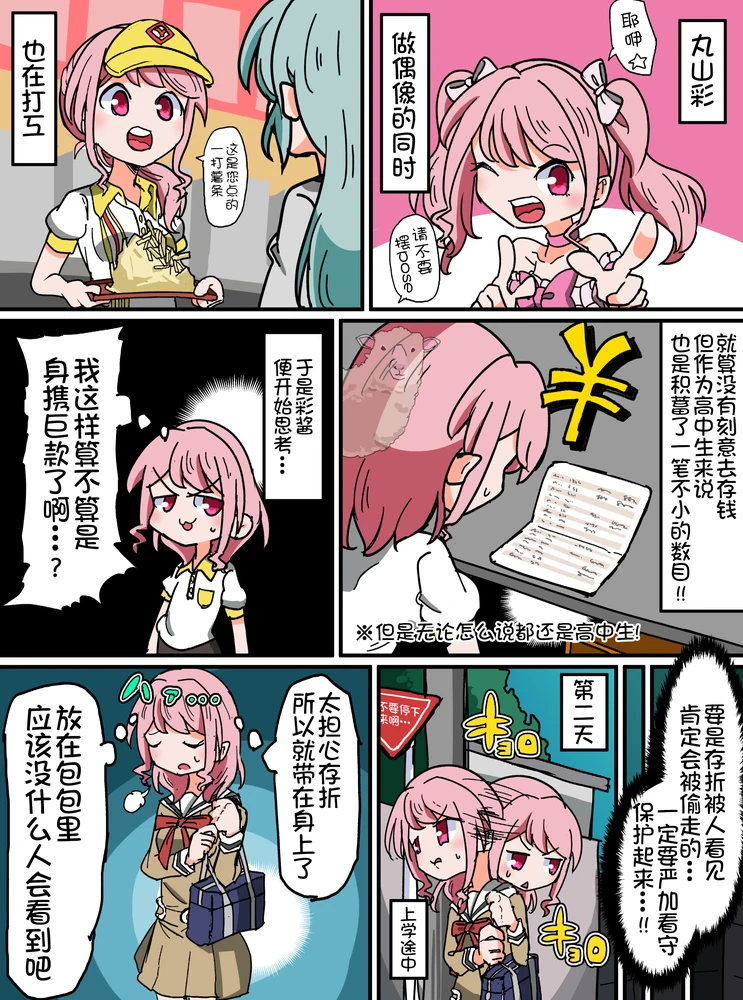 丸山彩
耶咿
☆
做偶像的同时
请不要
摆pose
也在打工
这是您点的
一打薯条
就算没有刻意去存钱
但作为高中生来说
也是积蓄了一笔不小的数目!!
¥
※但是无论怎么说都还是高中生!
于是彩酱
便开始思考…
我这样算不算是
身携巨款了啊…?
要是存折被人看见
肯定会被偷走的…
一定要严加看守
保护起来…!!
第二天
キョロ
キョロ
不要停下
来啊…
上学途中
太担心存折
所以就带在身上了
ハァ…
放在包包里
应该没什么人会看到吧